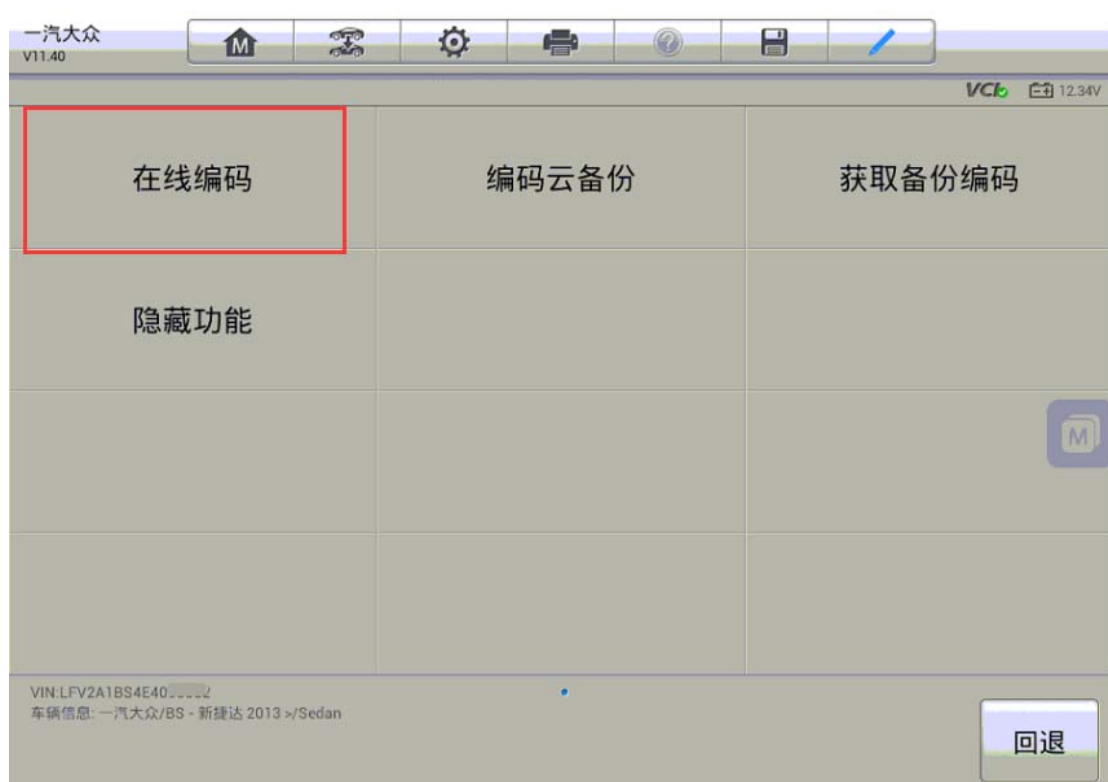 一汽大众
V11.40
M
VCI 12.34V
在线编码 编码云备份 获取备份编码
隐藏功能
M
VIN:LFV2A1BS4E40
车辆信息: 一汽大众/BS - 新捷达 2013 >/Sedan
回退